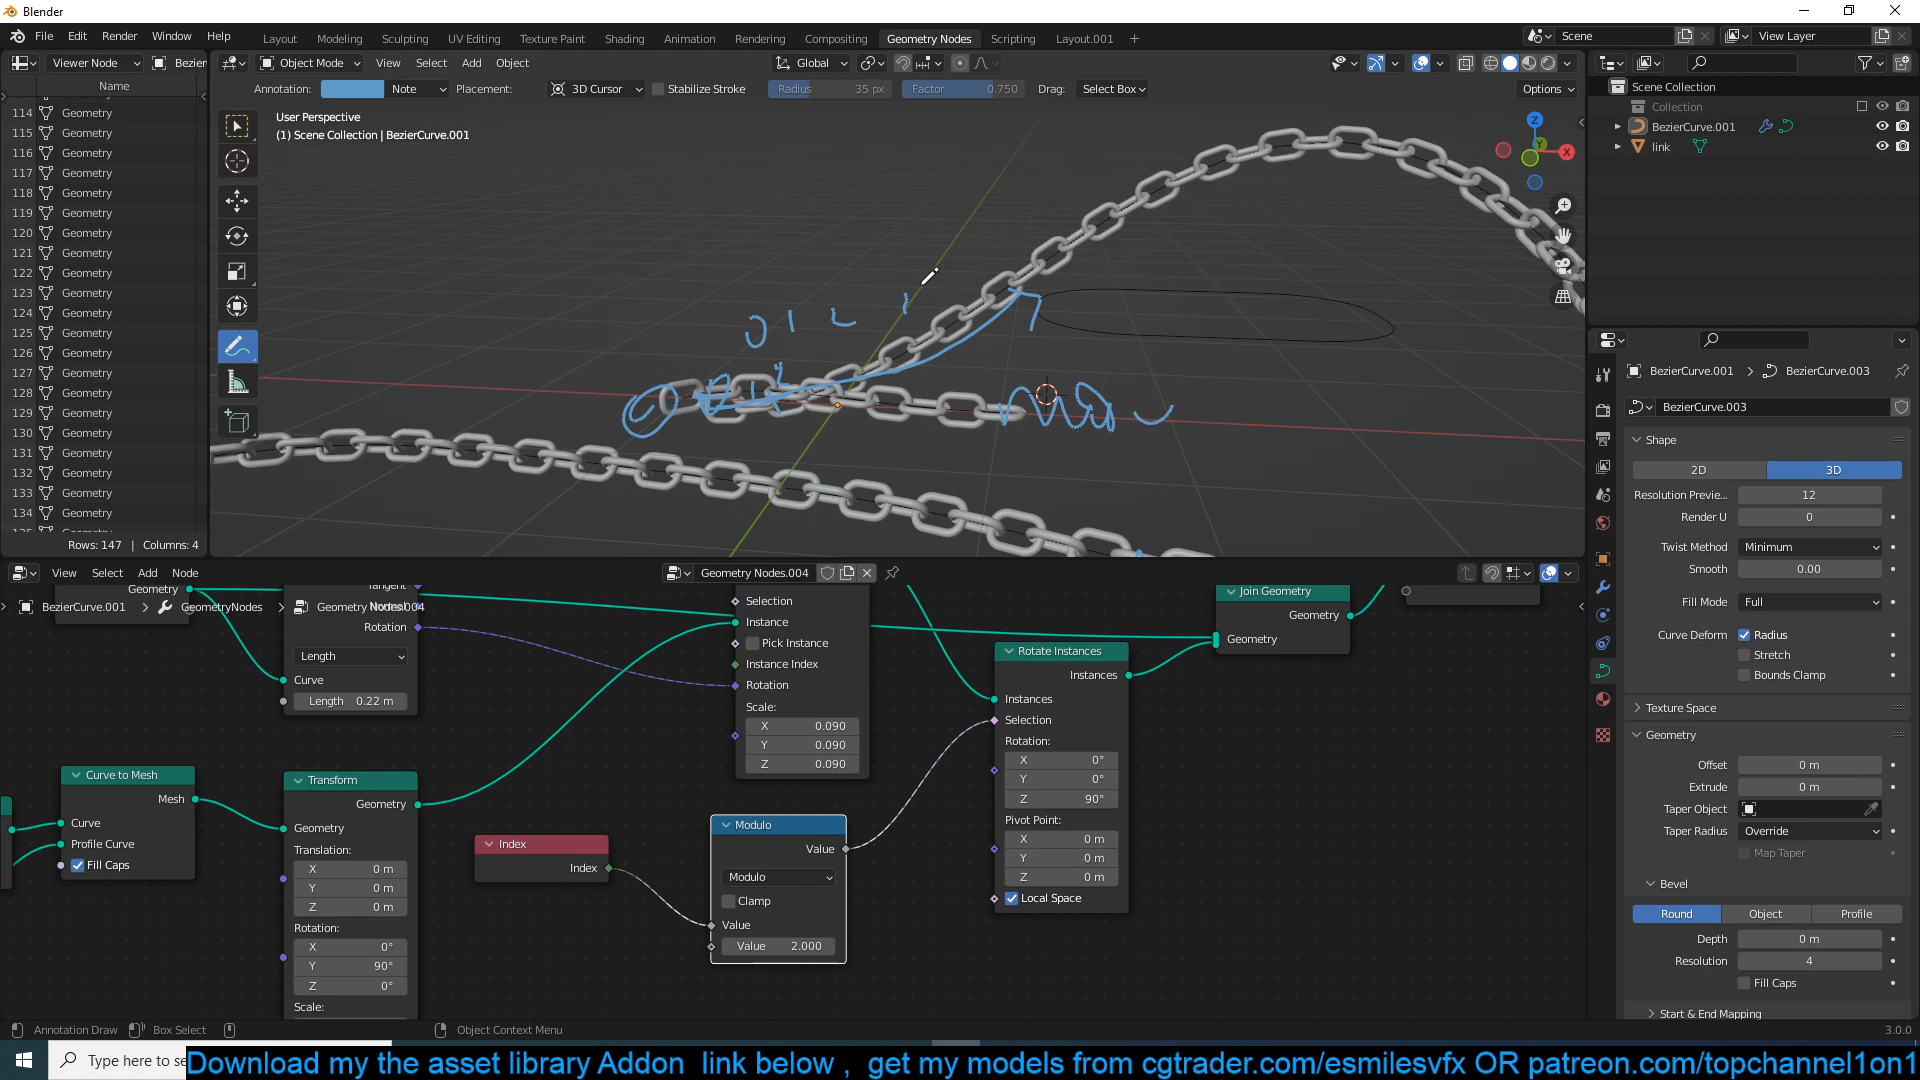 Blender
File Edit Render Window Help Layout Modeling Sculpting UV Editing Texture Paint Shading Animation Rendering Compositing Geometry Nodes Scripting Layout.001 + Scene View Layer
Viewer Node Bezier Object Mode View Select Add Object Global
Name Annotation: Note Placement: 3D Cursor Stabilize Stroke Radius 35 px Factor 0.750 Drag: Select Box Options
Scene Collection
Collection
BezierCurve.001
link
User Perspective
(1) Scene Collection | BezierCurve.001
Z
Y
X
114 Geometry
115 Geometry
116 Geometry
117 Geometry
118 Geometry
119 Geometry
120 Geometry
121 Geometry
122 Geometry
123 Geometry
124 Geometry
125 Geometry
126 Geometry
127 Geometry
128 Geometry
129 Geometry
130 Geometry
131 Geometry
132 Geometry
133 Geometry
134 Geometry
Rows: 147 | Columns: 4
View Select Add Node Geometry Nodes.004
BezierCurve.001 GeometryNodes Geometry Nodes.004
Geometry
Tangent
Normal
Rotation
Length
Curve
Length 0.22 m
Selection
Instance
Pick Instance
Instance Index
Rotation
Scale:
X 0.090
Y 0.090
Z 0.090
Join Geometry
Geometry
Geometry
Rotate Instances
Instances
Instances
Selection
Rotation:
X 0°
Y 0°
Z 90°
Pivot Point:
X 0 m
Y 0 m
Z 0 m
Local Space
Curve to Mesh
Mesh
Curve
Profile Curve
Fill Caps
Transform
Geometry
Geometry
Translation:
X 0 m
Y 0 m
Z 0 m
Rotation:
X 0°
Y 90°
Z 0°
Scale:
Index
Index
Modulo
Value
Modulo
Clamp
Value
Value 2.000
BezierCurve.001 BezierCurve.003
BezierCurve.003
Shape
2D 3D
Resolution Previe... 12
Render U 0
Twist Method Minimum
Smooth 0.00
Fill Mode Full
Curve Deform Radius
Stretch
Bounds Clamp
Texture Space
Geometry
Offset 0 m
Extrude 0 m
Taper Object
Taper Radius Override
Map Taper
Bevel
Round Object Profile
Depth 0 m
Resolution 4
Fill Caps
Start & End Mapping
Annotation Draw Box Select Object Context Menu 3.0.0
Type here to se
Download my the asset library Addon link below , get my models from cgtrader.com/esmilesvfx OR patreon.com/topchannel1on1